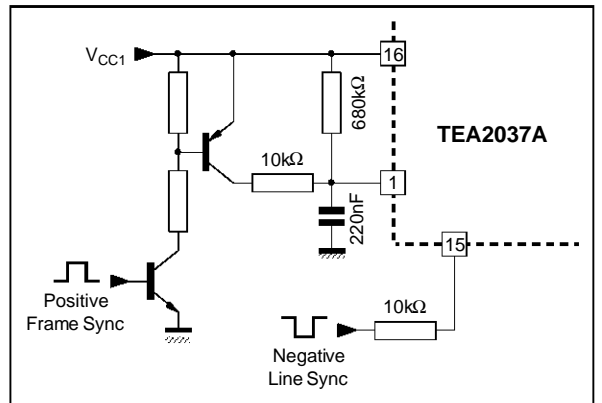 VCC1
16
680kΩ
TEA2037A
10kΩ
1
220nF
15
Positive
Frame Sync
10kΩ
Negative
Line Sync